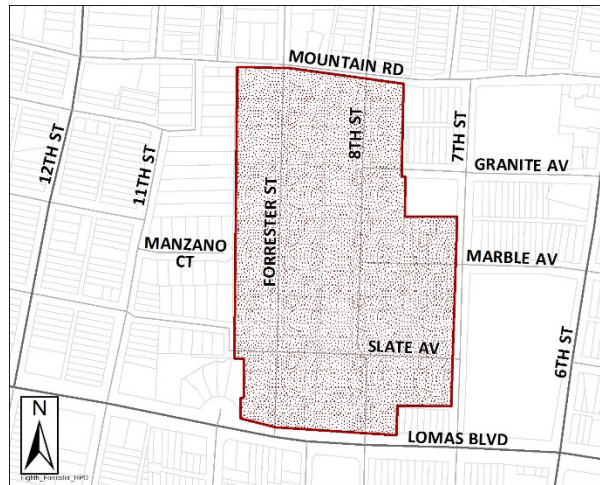 MOUNTAIN RD
12TH ST
11TH ST
8TH ST
7TH ST
GRANITE AV
FORRESTER ST
MANZANO
CT
MARBLE AV
SLATE AV
6TH ST
N
LOMAS BLVD
Eighth_Forrester_HPO